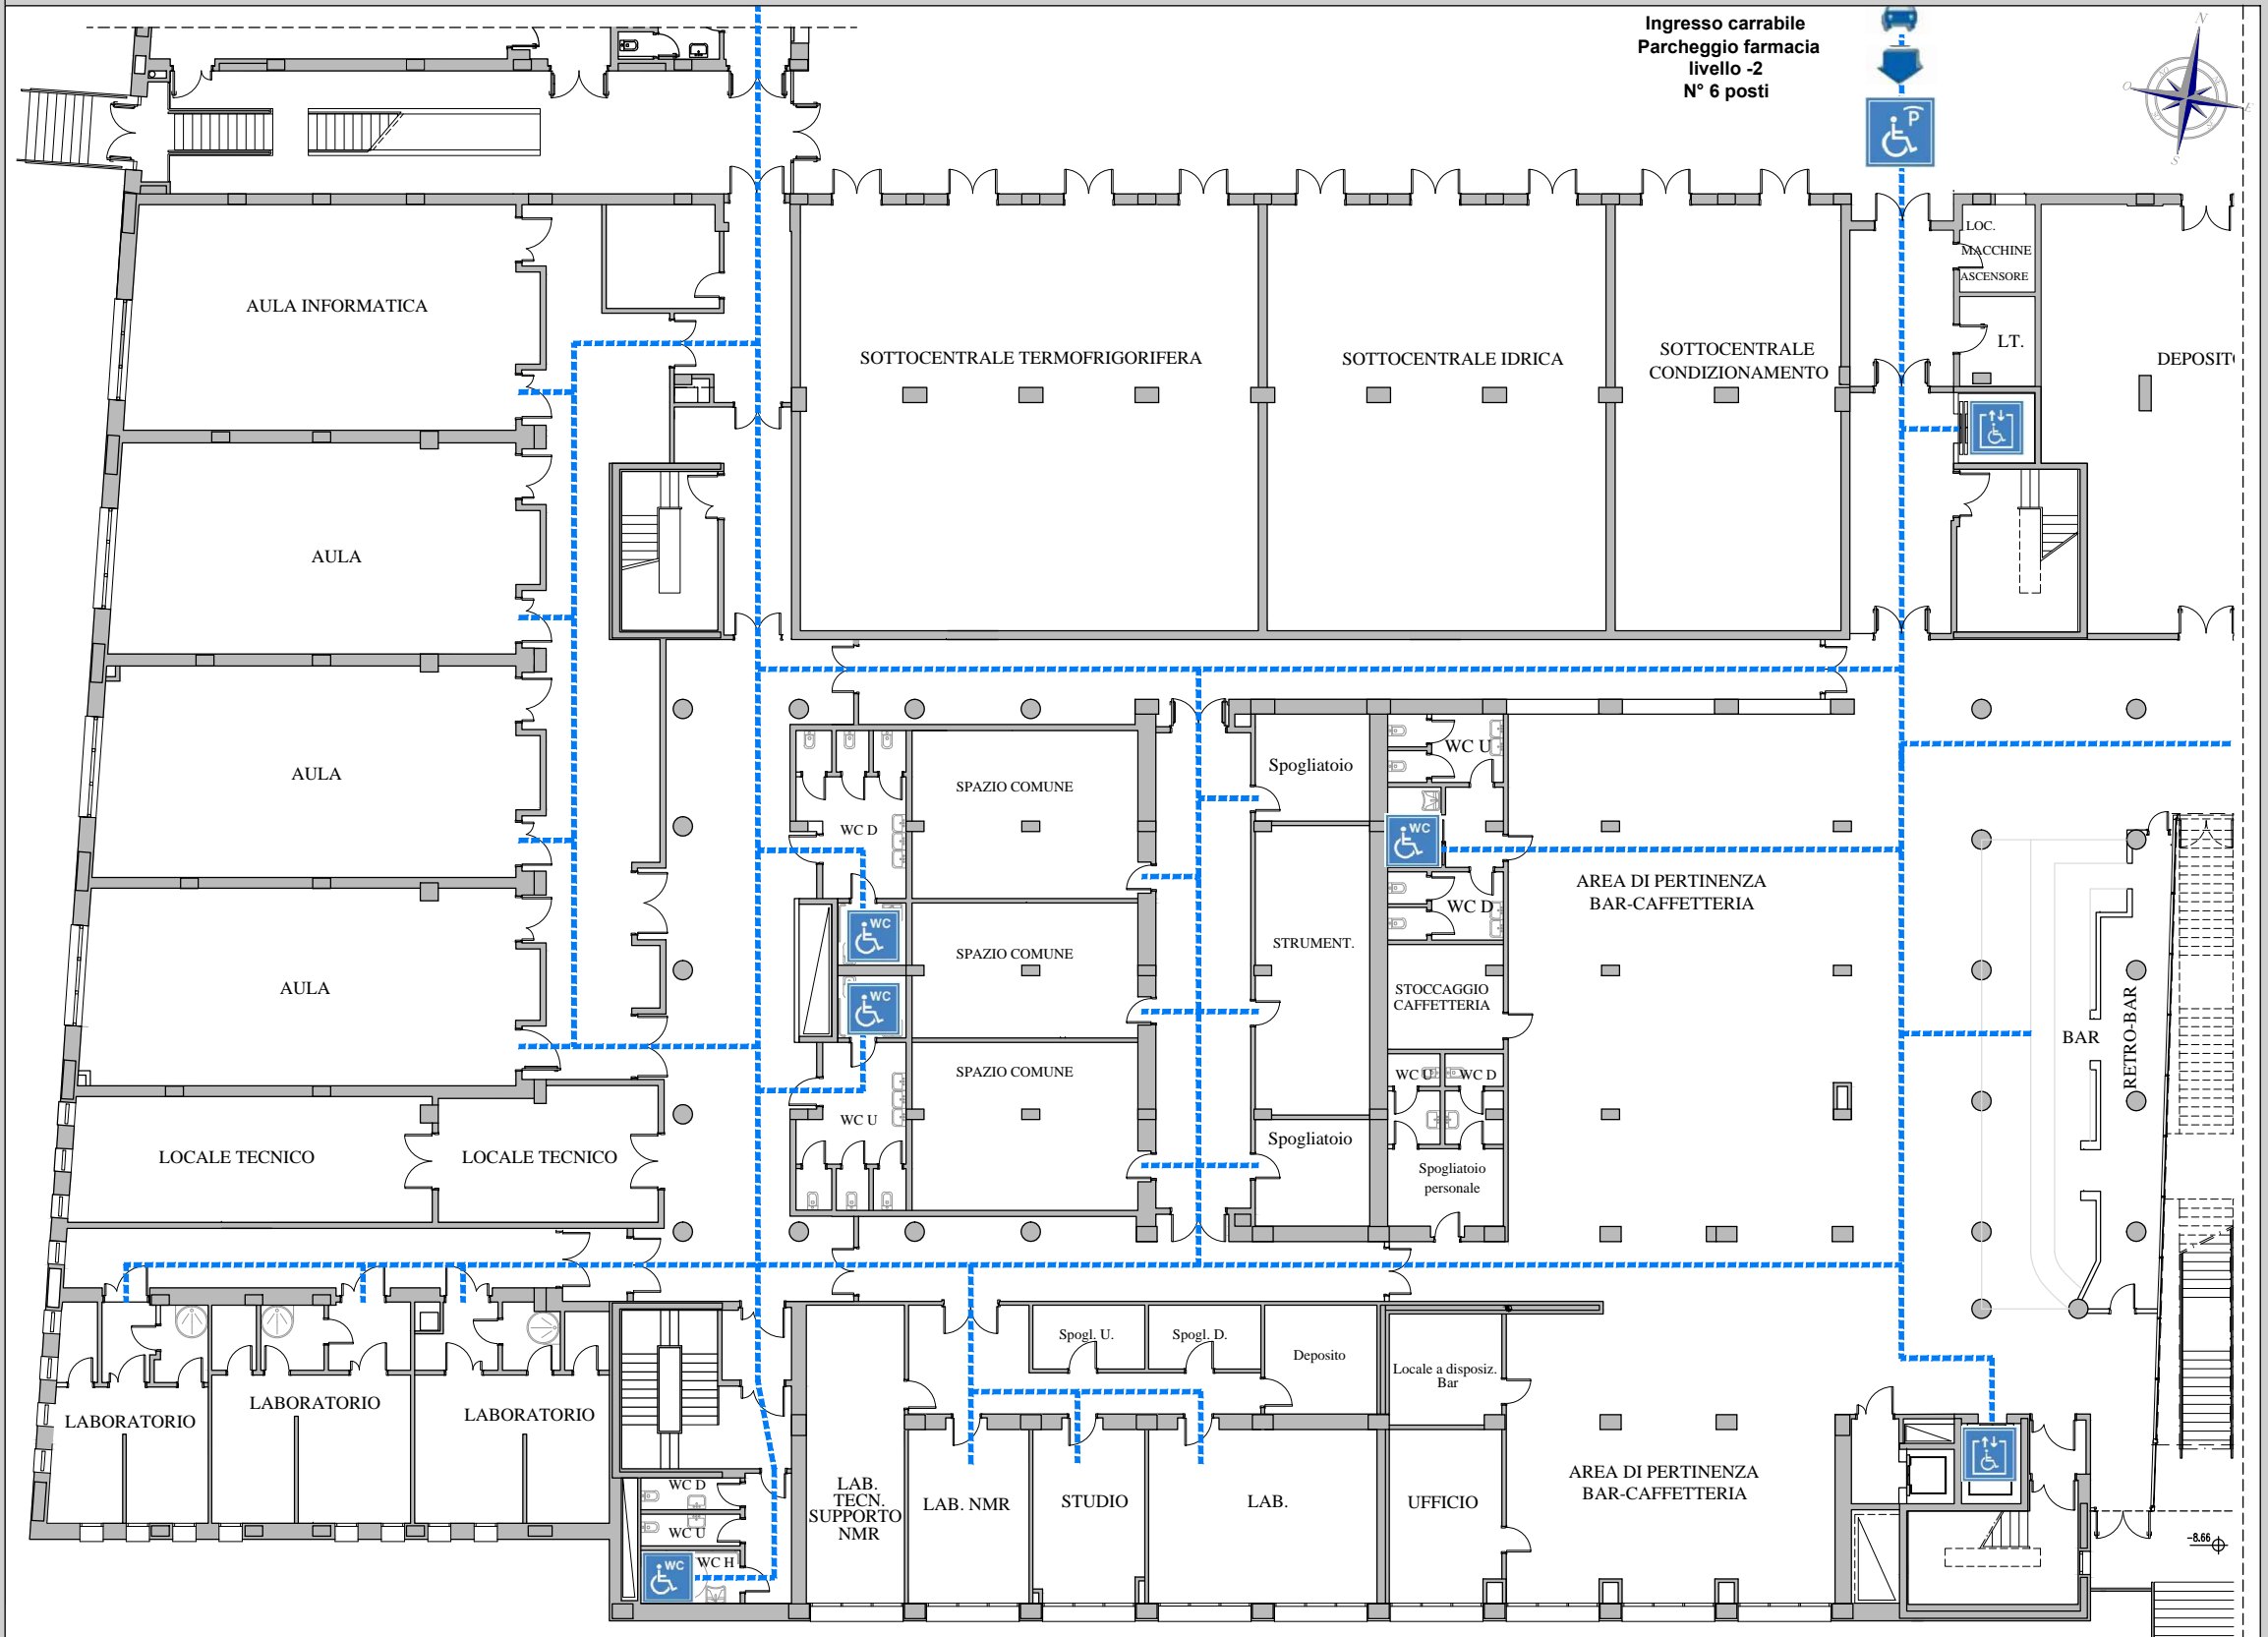 Ingresso carrabile
Parcheggio farmacia
livello -2
N° 6 posti
P
N
O
E
S
LOC.
MACCHINE
ASCENSORE
AULA INFORMATICA
SOTTOCENTRALE TERMOFRIGORIFERA
SOTTOCENTRALE IDRICA
SOTTOCENTRALE
CONDIZIONAMENTO
LT.
DEPOSIT
AULA
AULA
AULA
WC D
SPAZIO COMUNE
Spogliatoio
WC U
WC
WC D
AREA DI PERTINENZA
BAR-CAFFETTERIA
WC
SPAZIO COMUNE
STRUMENT.
WC
STOCCAGGIO
CAFFETTERIA
BAR
RETRO-BAR
SPAZIO COMUNE
WC U
WC D
WC U
LOCALE TECNICO
LOCALE TECNICO
Spogliatoio
Spogliatoio
personale
Spogl. U.
Spogl. D.
Deposito
Locale a disposiz.
Bar
LABORATORIO
LABORATORIO
LABORATORIO
WC D
WC U
WC H
WC
LAB.
TECN.
SUPPORTO
NMR
LAB. NMR
STUDIO
LAB.
UFFICIO
AREA DI PERTINENZA
BAR-CAFFETTERIA
-8.66